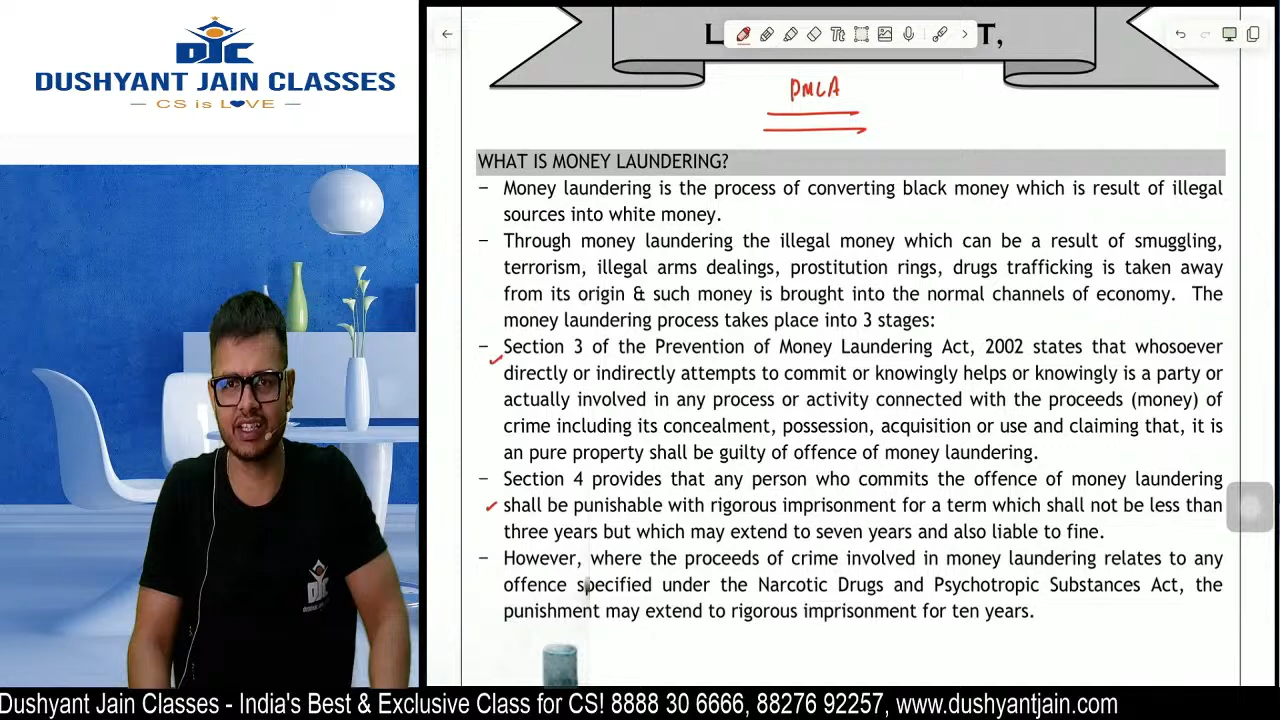 DJC
DUSHYANT JAIN CLASSES
— CS is LOVE —
T,
PMLA
WHAT IS MONEY LAUNDERING?
– Money laundering is the process of converting black money which is result of illegal
sources into white money.
– Through money laundering the illegal money which can be a result of smuggling,
terrorism, illegal arms dealings, prostitution rings, drugs trafficking is taken away
from its origin & such money is brought into the normal channels of economy. The
money laundering process takes place into 3 stages:
– Section 3 of the Prevention of Money Laundering Act, 2002 states that whosoever
directly or indirectly attempts to commit or knowingly helps or knowingly is a party or
actually involved in any process or activity connected with the proceeds (money) of
crime including its concealment, possession, acquisition or use and claiming that, it is
an pure property shall be guilty of offence of money laundering.
– Section 4 provides that any person who commits the offence of money laundering
shall be punishable with rigorous imprisonment for a term which shall not be less than
three years but which may extend to seven years and also liable to fine.
– However, where the proceeds of crime involved in money laundering relates to any
offence specified under the Narcotic Drugs and Psychotropic Substances Act, the
punishment may extend to rigorous imprisonment for ten years.
Dushyant Jain Classes - India's Best & Exclusive Class for CS! 8888 30 6666, 88276 92257, www.dushyantjain.com